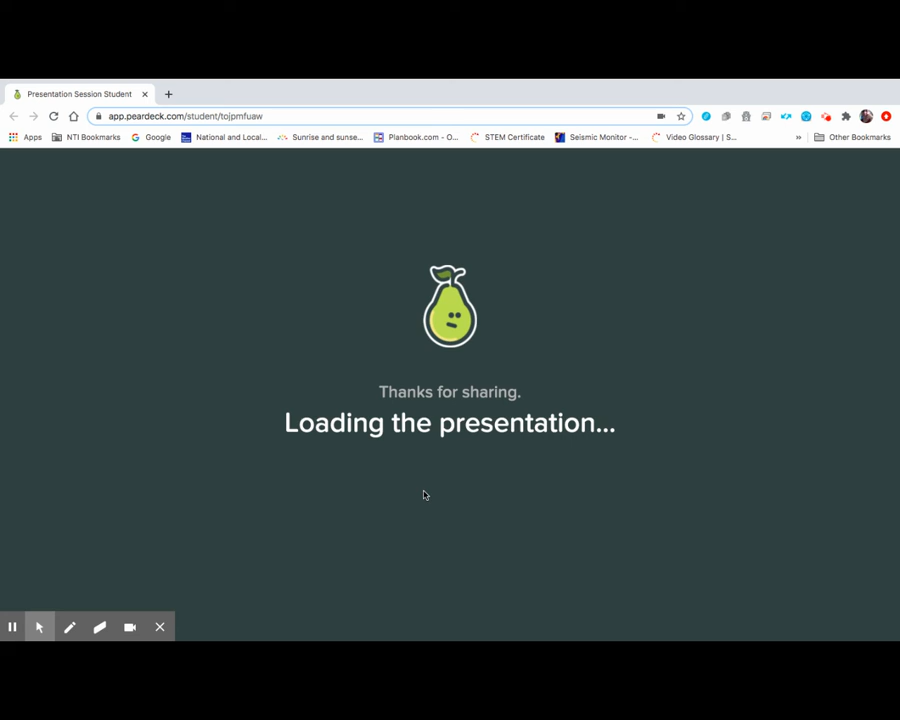 Presentation Session Student
app.peardeck.com/student/tojpmfuaw
Apps NTI Bookmarks Google National and Local... Sunrise and sunse... Planbook.com - O... STEM Certificate Seismic Monitor -... Video Glossary | S... » Other Bookmarks
Thanks for sharing.
Loading the presentation...